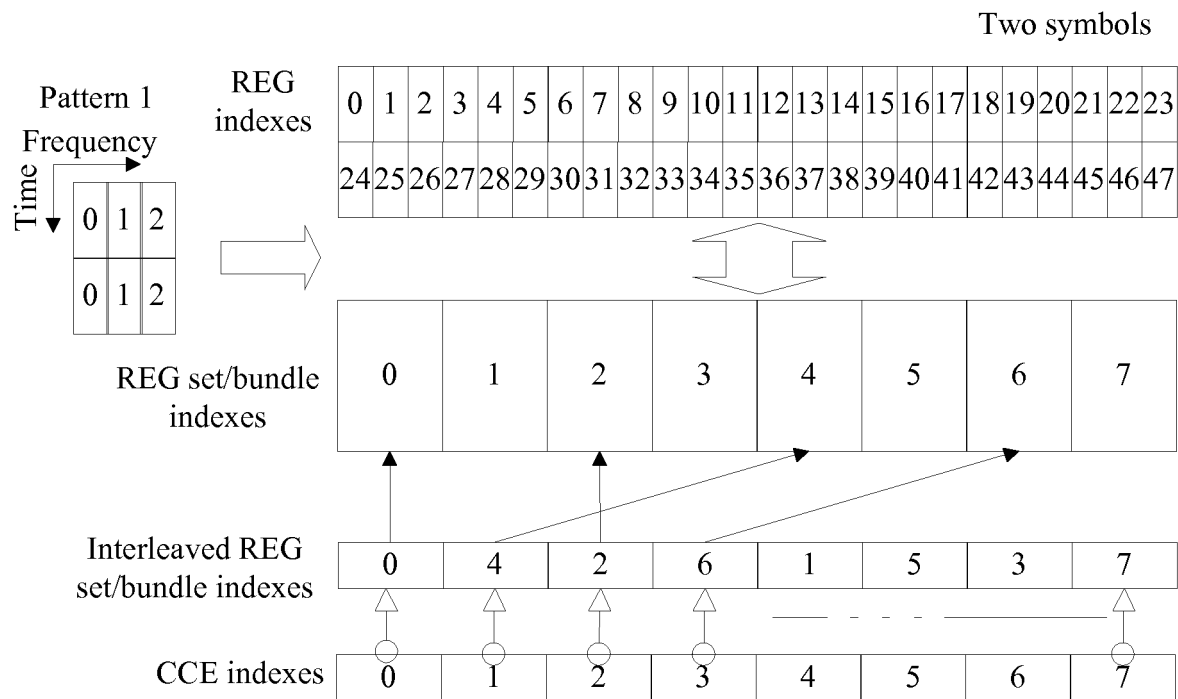 Two symbols
REG
indexes
0 1 2 3 4 5 6 7 8 9 10 11 12 13 14 15 16 17 18 19 20 21 22 23
24 25 26 27 28 29 30 31 32 33 34 35 36 37 38 39 40 41 42 43 44 45 46 47
Pattern 1
Frequency
Time
0 1 2
0 1 2
REG set/bundle
indexes
0 1 2 3 4 5 6 7
Interleaved REG
set/bundle indexes
0 4 2 6 1 5 3 7
CCE indexes
0 1 2 3 4 5 6 7